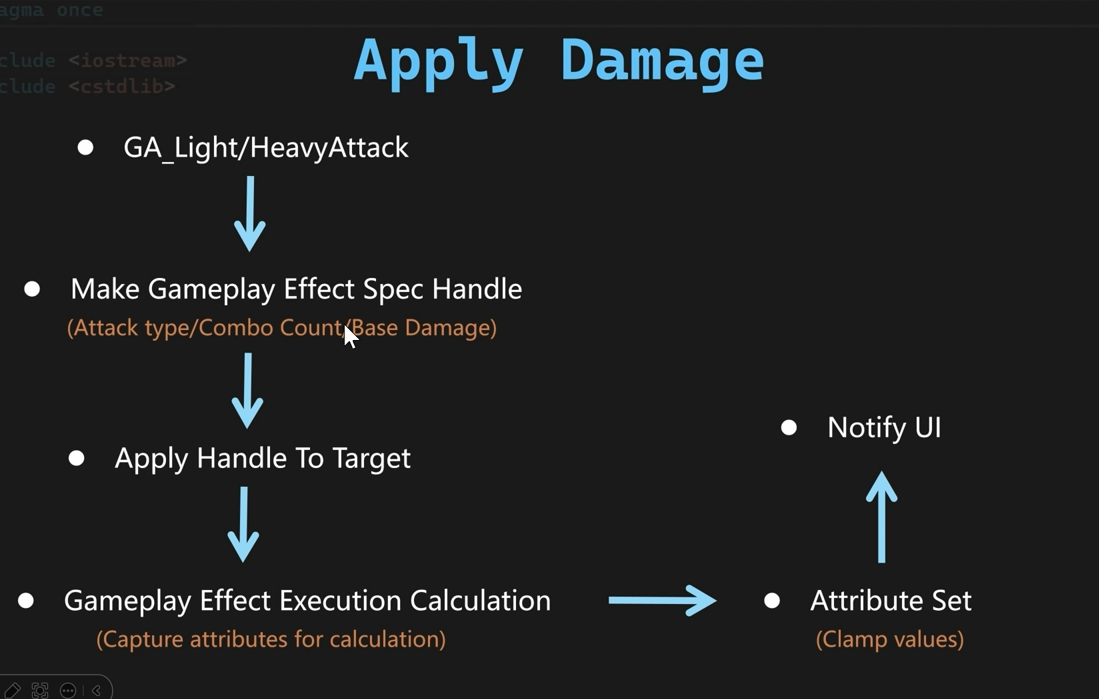 agma once
clude <iostream>
clude <cstdlib>
Apply Damage
GA_Light/HeavyAttack
Make Gameplay Effect Spec Handle
(Attack type/Combo Count/Base Damage)
Apply Handle To Target
Gameplay Effect Execution Calculation
(Capture attributes for calculation)
Notify UI
Attribute Set
(Clamp values)